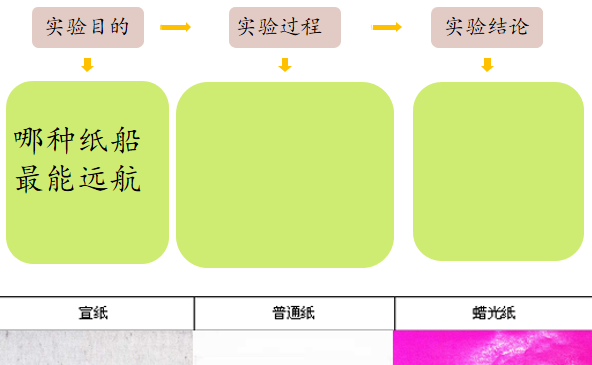 实验目的
实验过程
实验结论
哪种纸船
最能远航
宣纸
普通纸
蜡光纸